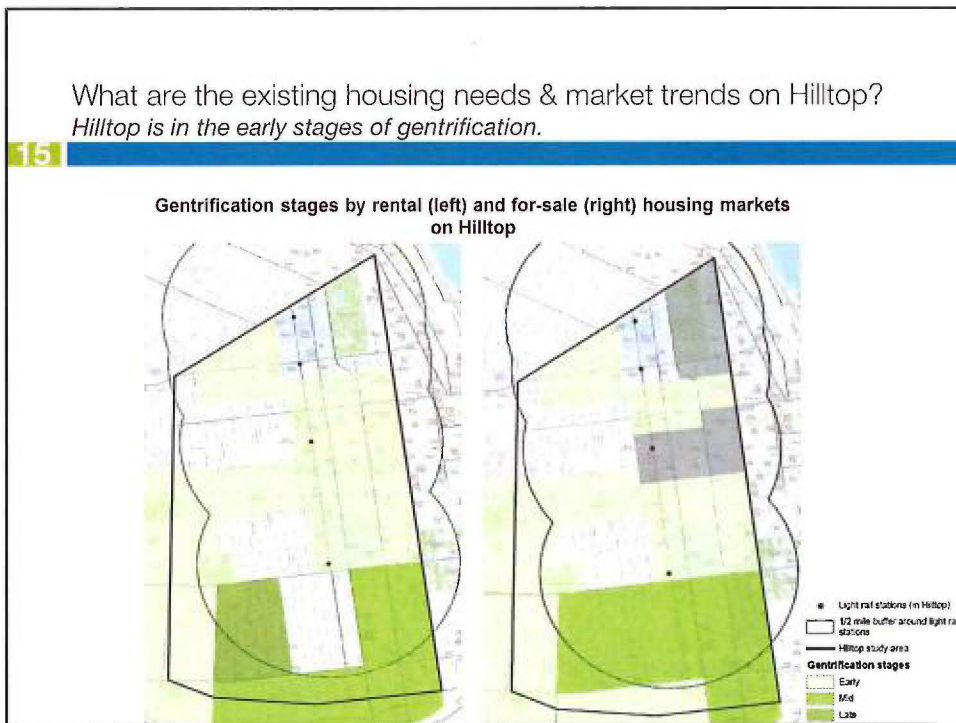 What are the existing housing needs & market trends on Hilltop?
Hilltop is in the early stages of gentrification.
15
Gentrification stages by rental (left) and for-sale (right) housing markets
on Hilltop
Light rail stations (in Hilltop)
1/2 mile buffer around light ra
stations
Hilltop study area
Gentrification stages
Early
Mid
Late